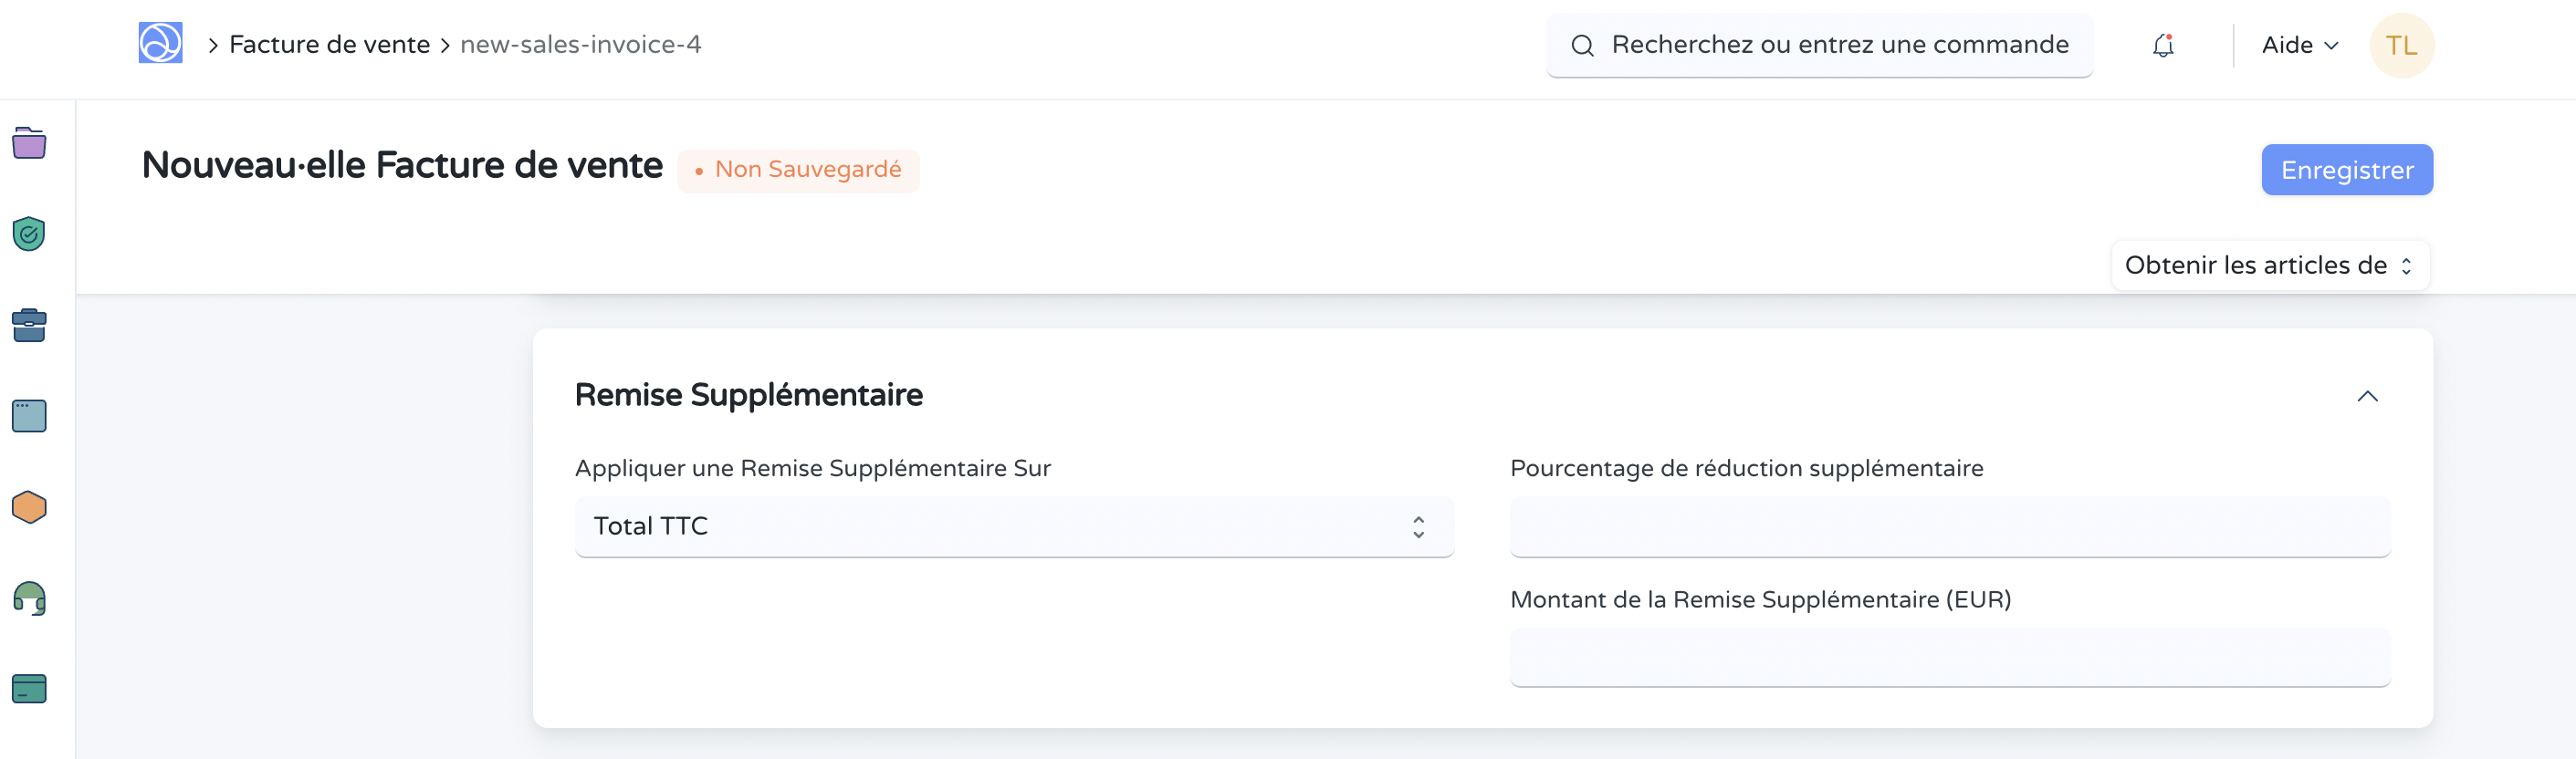 Facture de vente new-sales-invoice-4
Recherchez ou entrez une commande
Aide
TL
Nouveau·elle Facture de vente
Non Sauvegardé
Enregistrer
Obtenir les articles de
Remise Supplémentaire
Appliquer une Remise Supplémentaire Sur
Total TTC
Pourcentage de réduction supplémentaire
Montant de la Remise Supplémentaire (EUR)